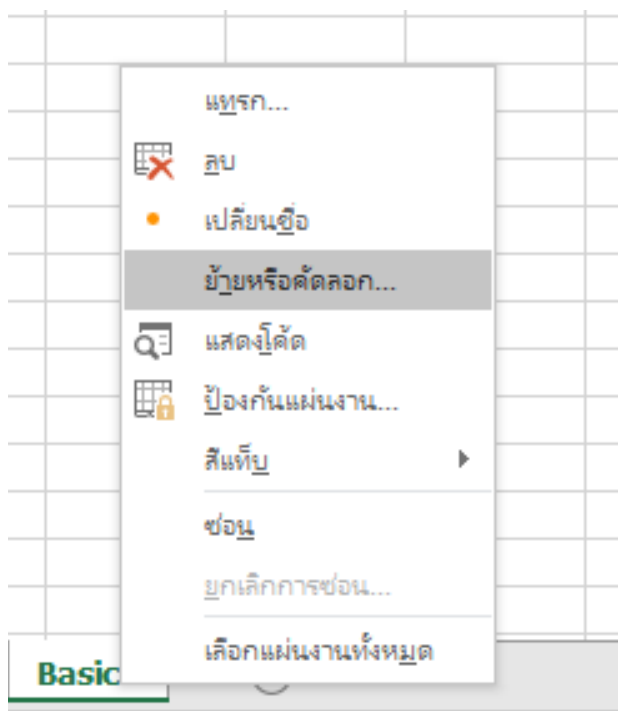 แทรก...
ลบ
เปลี่ยนชื่อ
ย้ายหรือคัดลอก...
แสดงโค้ด
ป้องกันแผ่นงาน...
สีแท็บ
ซ่อน
ยกเลิกการซ่อน...
เลือกแผ่นงานทั้งหมด
Basic